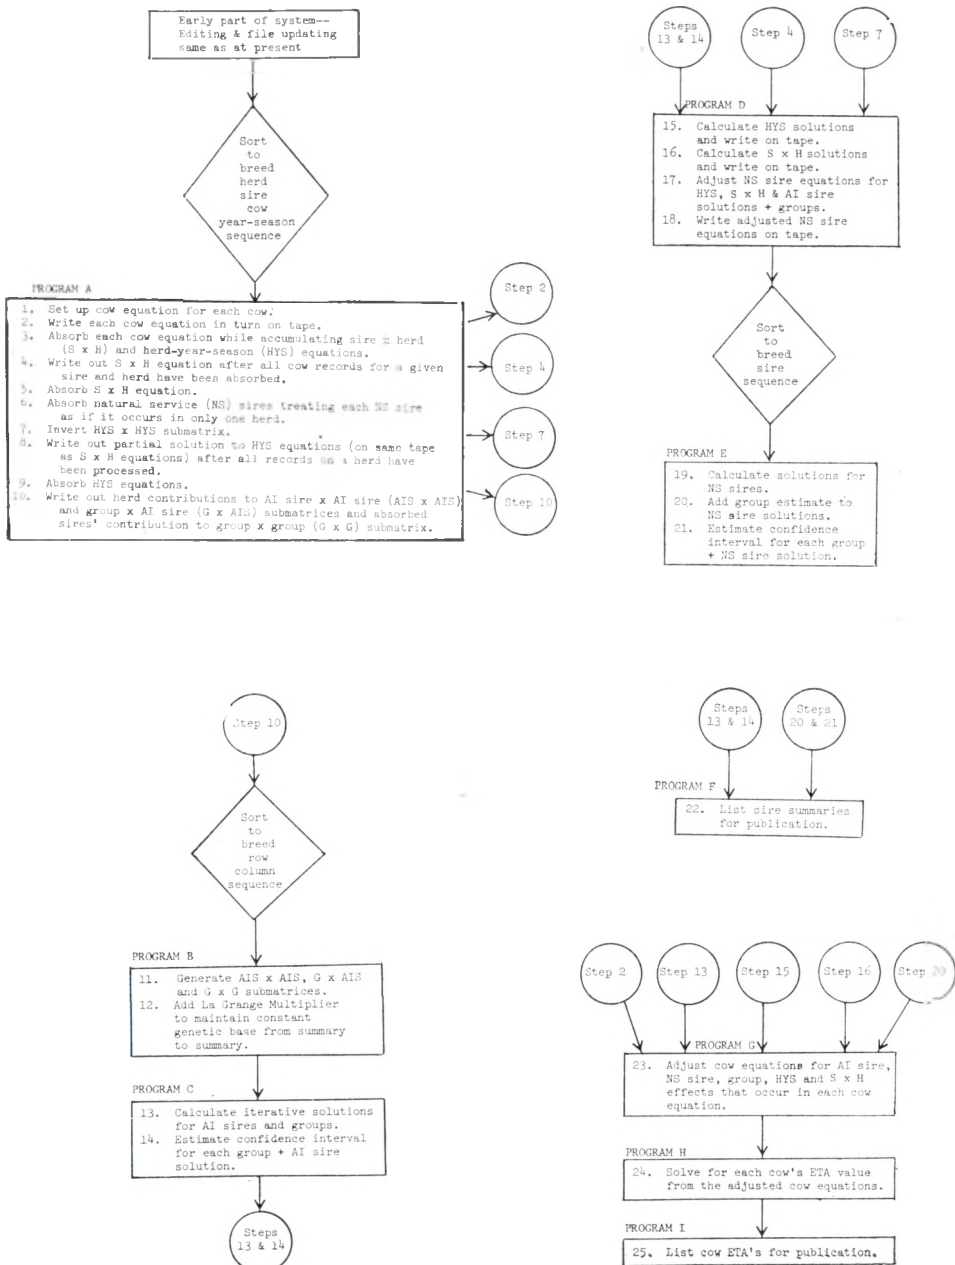 Early part of system--
Editing & file updating
same as at present
Sort
to
breed
herd
sire
cow
year-season
sequence
PROGRAM A
1. Set up cow equation for each cow.
2. Write each cow equation in turn on tape.
3. Absorb each cow equation while accumulating sire x herd
(S x H) and herd-year-season (HYS) equations.
4. Write out S x H equation after all cow records for a given
sire and herd have been absorbed.
5. Absorb S x H equation.
6. Absorb natural service (NS) sires treating each NS sire
as if it occurs in only one herd.
7. Invert HYS x HYS submatrix.
8. Write out partial solution to HYS equations (on same tape
as S x H equations) after all records on a herd have
been processed.
9. Absorb HYS equations.
10. Write out herd contributions to AI sire x AI sire (AIS x AIS)
and group x AI sire (G x AIS) submatrices and absorbed
sires' contribution to group x group (G x G) submatrix.
Step 2
Step 4
Step 7
Step 10
Steps
13 & 14
Step 4
Step 7
PROGRAM D
15. Calculate HYS solutions
and write on tape.
16. Calculate S x H solutions
and write on tape.
17. Adjust NS sire equations for
HYS, S x H & AI sire
solutions + groups.
18. Write adjusted NS sire
equations on tape.
Sort
to
breed
sire
sequence
PROGRAM E
19. Calculate solutions for
NS sires.
20. Add group estimate to
NS sire solutions.
21. Estimate confidence
interval for each group
+ NS sire solution.
Step 10
Sort
to
breed
row
column
sequence
PROGRAM B
11. Generate AIS x AIS, G x AIS
and G x G submatrices.
12. Add La Grange Multiplier
to maintain constant
genetic base from summary
to summary.
PROGRAM C
13. Calculate iterative solutions
for AI sires and groups.
14. Estimate confidence interval
for each group + AI sire
solution.
Steps
13 & 14
Steps
13 & 14
Steps
20 & 21
PROGRAM F
22. List sire summaries
for publication.
Step 2
Step 13
Step 15
Step 16
Step 20
PROGRAM G
23. Adjust cow equations for AI sire,
NS sire, group, HYS and S x H
effects that occur in each cow
equation.
PROGRAM H
24. Solve for each cow's ETA value
from the adjusted cow equations.
PROGRAM I
25. List cow ETA's for publication.